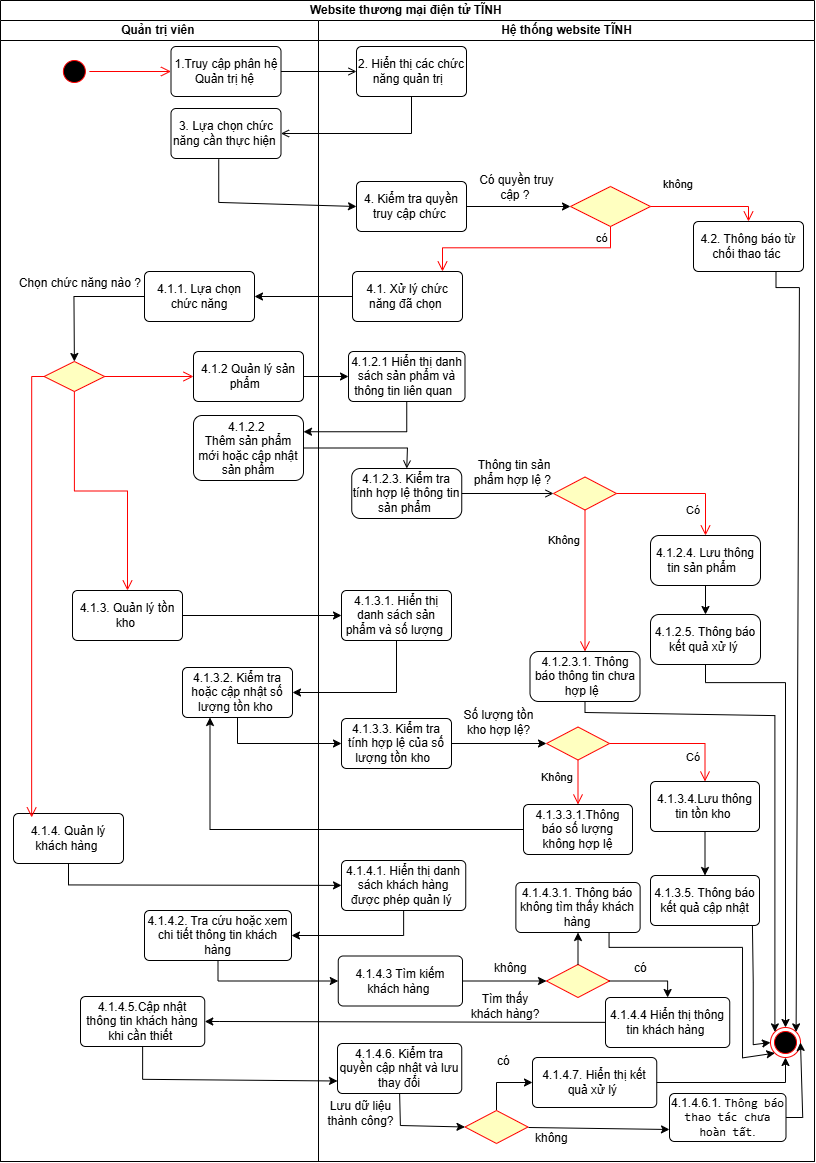 Website thương mại điện tử TĨNH
Quản trị viên
Hệ thống website TĨNH
1.Truy cập phân hệ
Quản trị hệ
2. Hiển thị các chức
năng quản trị
3. Lựa chọn chức
năng cần thực hiện
4. Kiểm tra quyền
truy cập chức
Có quyền truy
cập ?
không
có
4.2. Thông báo từ
chối thao tác
4.1. Xử lý chức
năng đã chọn
4.1.1. Lựa chọn
chức năng
Chọn chức năng nào ?
4.1.2 Quản lý sản
phẩm
4.1.2.1 Hiển thị danh
sách sản phẩm và
thông tin liên quan
4.1.2.2
Thêm sản phẩm
mới hoặc cập nhật
sản phẩm
4.1.2.3. Kiểm tra
tính hợp lệ thông tin
sản phẩm
Thông tin sản
phẩm hợp lệ ?
Có
Không
4.1.2.4. Lưu thông
tin sản phẩm
4.1.2.5. Thông báo
kết quả xử lý
4.1.2.3.1. Thông
báo thông tin chưa
hợp lệ
4.1.3. Quản lý tồn
kho
4.1.3.1. Hiển thị
danh sách sản
phẩm và số lượng
4.1.3.2. Kiểm tra
hoặc cập nhật số
lượng tồn kho
4.1.3.3. Kiểm tra
tính hợp lệ của số
lượng tồn kho
Số lượng tồn
kho hợp lệ?
Có
Không
4.1.3.4.Lưu thông
tin tồn kho
4.1.3.3.1.Thông
báo số lượng
không hợp lệ
4.1.3.5. Thông báo
kết quả cập nhật
4.1.4. Quản lý
khách hàng
4.1.4.1. Hiển thị danh
sách khách hàng
được phép quản lý
4.1.4.2. Tra cứu hoặc xem
chi tiết thông tin khách
hàng
4.1.4.3.1. Thông báo
không tìm thấy khách
hàng
4.1.4.3 Tìm kiếm
khách hàng
không
có
Tìm thấy
khách hàng?
4.1.4.4 Hiển thị thông
tin khách hàng
4.1.4.5.Cập nhật
thông tin khách hàng
khi cần thiết
4.1.4.6. Kiểm tra
quyền cập nhật và lưu
thay đổi
Lưu dữ liệu
thành công?
có
không
4.1.4.7. Hiển thị kết
quả xử lý
4.1.4.6.1. Thông báo
thao tác chưa
hoàn tất.